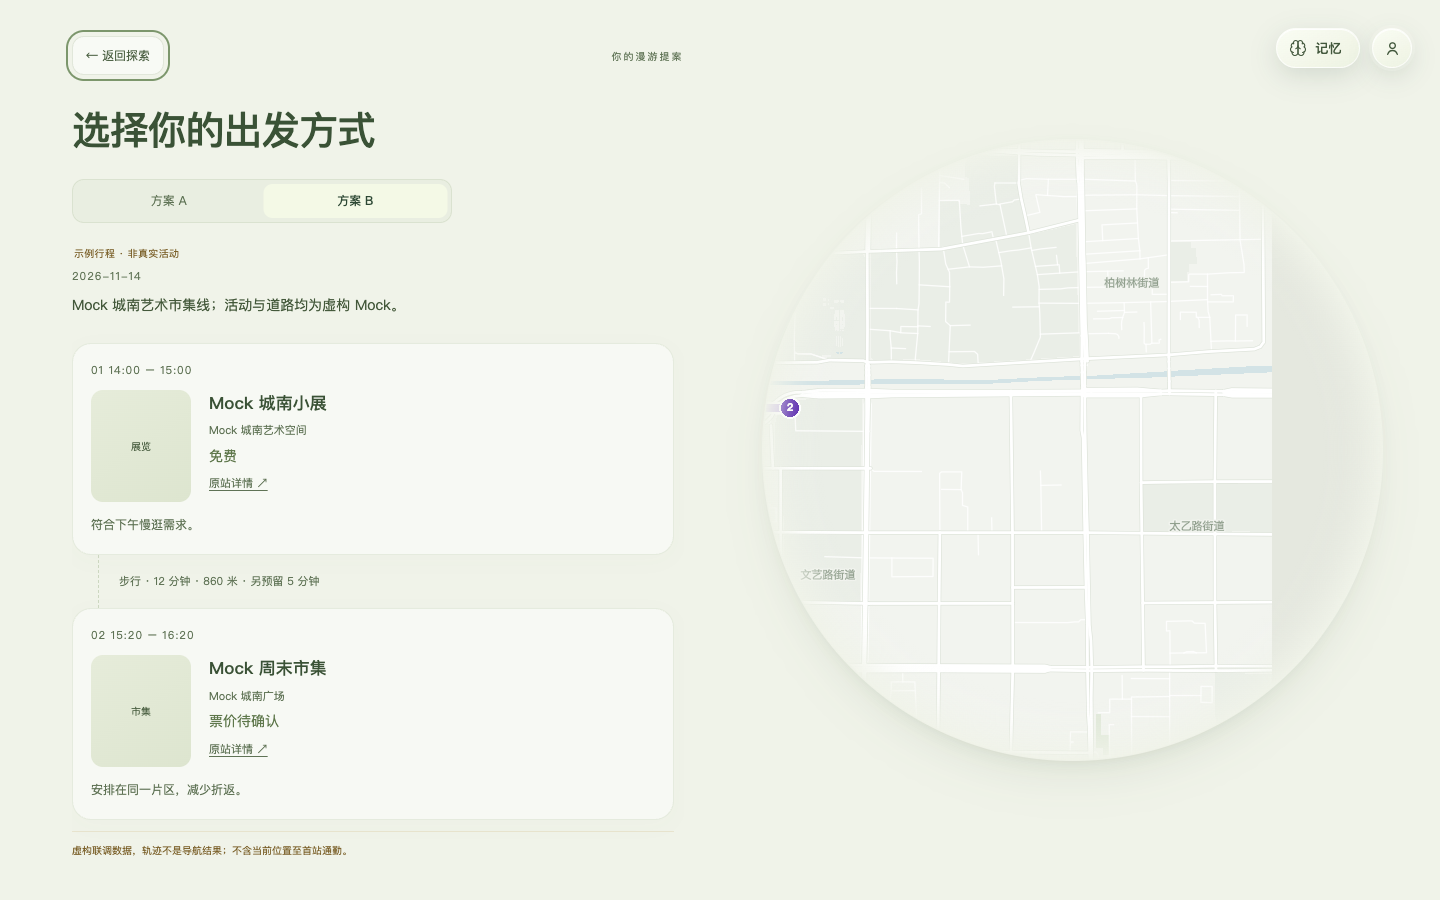 ← 返回探索
你的漫游提案
记忆
选择你的出发方式
方案 A
方案 B
示例行程 · 非真实活动
2026-11-14
Mock 城南艺术市集线；活动与道路均为虚构 Mock。
01 14:00 — 15:00
展览
Mock 城南小展
Mock 城南艺术空间
免费
原站详情 ↗
符合下午慢逛需求。
步行 · 12 分钟 · 860 米 · 另预留 5 分钟
02 15:20 — 16:20
市集
Mock 周末市集
Mock 城南广场
票价待确认
原站详情 ↗
安排在同一片区，减少折返。
虚构联调数据，轨迹不是导航结果；不含当前位置至首站通勤。
柏树林街道
2
太乙路街道
文艺路街道